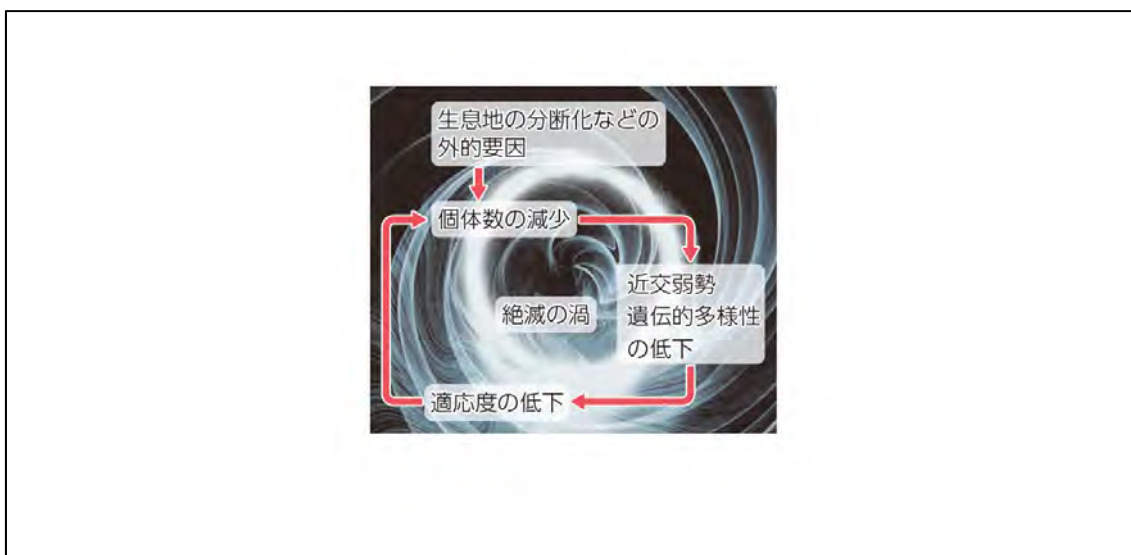 生息地の分断化などの
外的要因
個体数の減少
近交弱勢
遺伝的多様性
の低下
絶滅の渦
適応度の低下